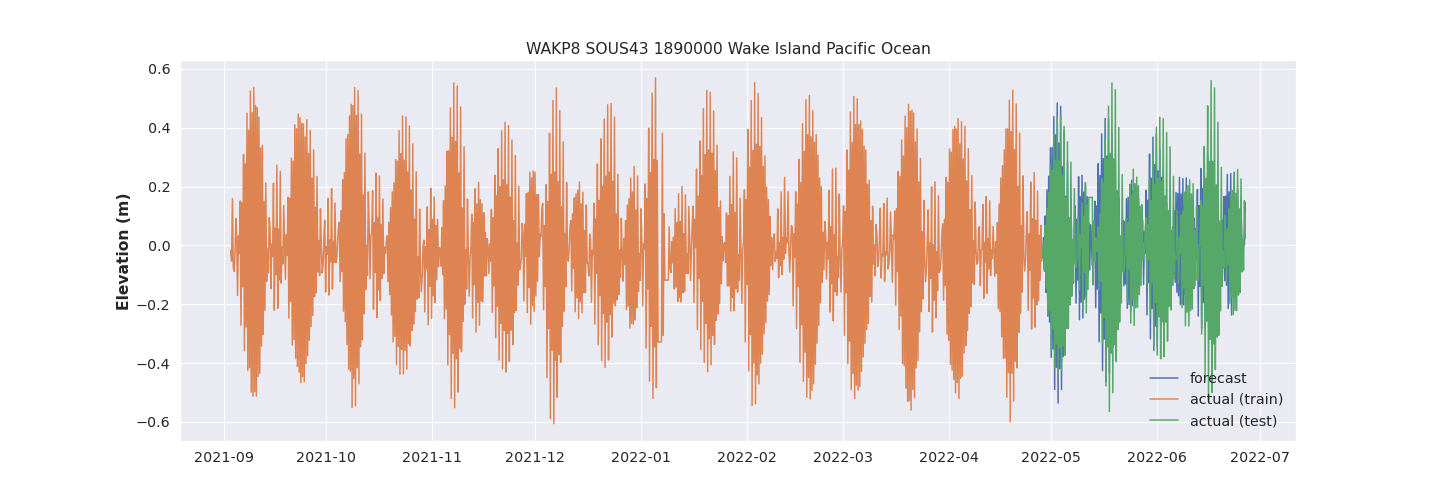 WAKP8 SOUS43 1890000 Wake Island Pacific Ocean
Elevation (m)
0.6
0.4
0.2
0.0
−0.2
−0.4
−0.6
forecast
actual (train)
actual (test)
2021-09 2021-10 2021-11 2021-12 2022-01 2022-02 2022-03 2022-04 2022-05 2022-06 2022-07